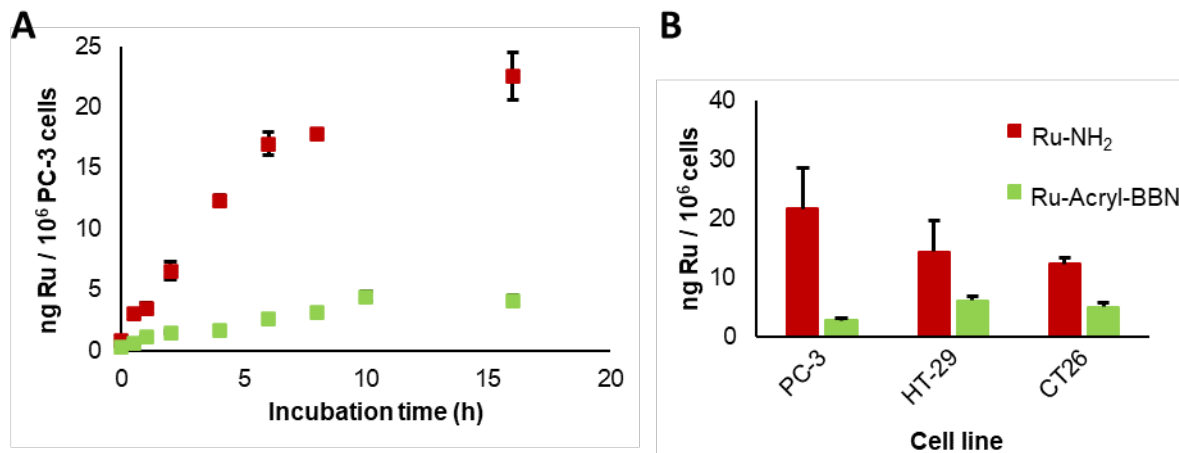 A
25
20
15
10
5
0
ng Ru / 10⁶ PC-3 cells
0 5 10 15 20
Incubation time (h)
B
40
30
20
10
0
ng Ru / 10⁶ cells
Ru-NH₂
Ru-Acryl-BBN
PC-3 HT-29 CT26
Cell line